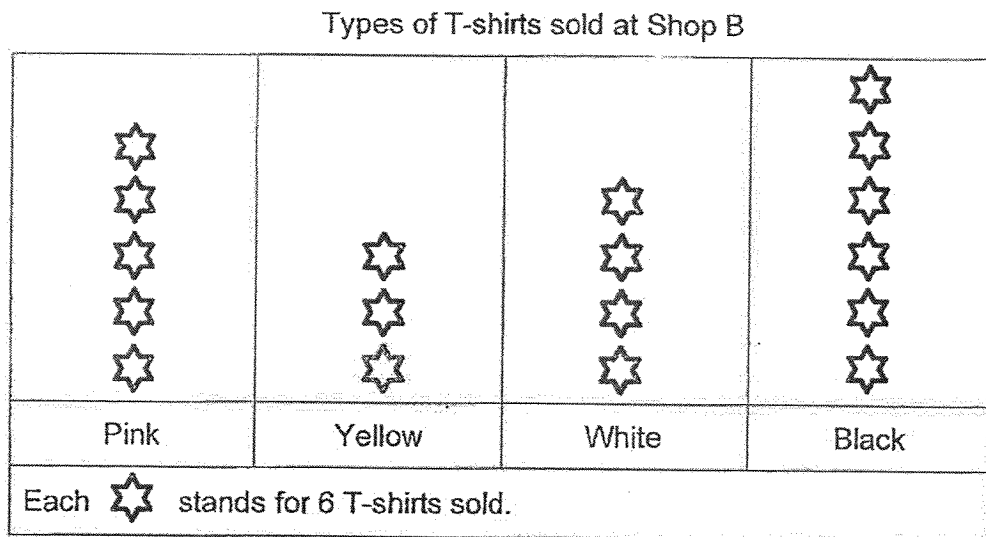 Types of T-shirts sold at Shop B
Pink Yellow White Black
Each stands for 6 T-shirts sold.